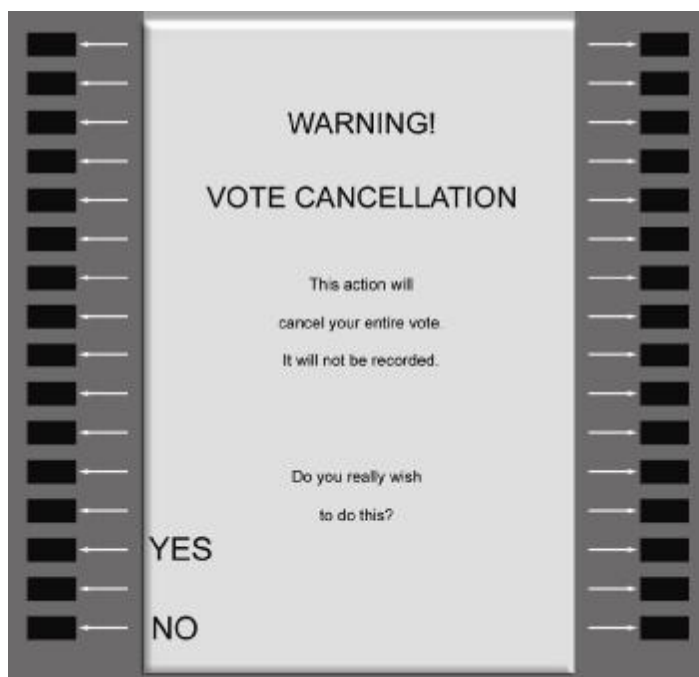 WARNING!
VOTE CANCELLATION
This action will
cancel your entire vote.
It will not be recorded.
Do you really wish
to do this?
YES
NO